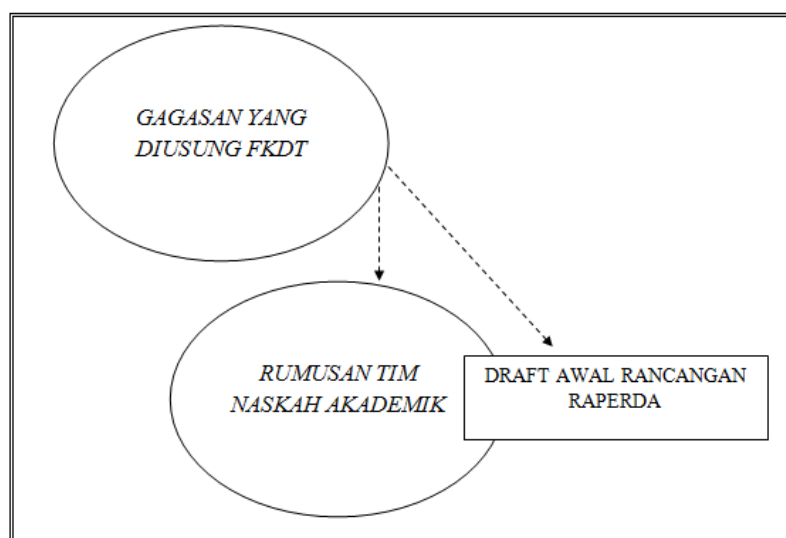 GAGASAN YANG
DIUSUNG FKDT
RUMUSAN TIM
NASKAH AKADEMIK
DRAFT AWAL RANCANGAN
RAPERDA